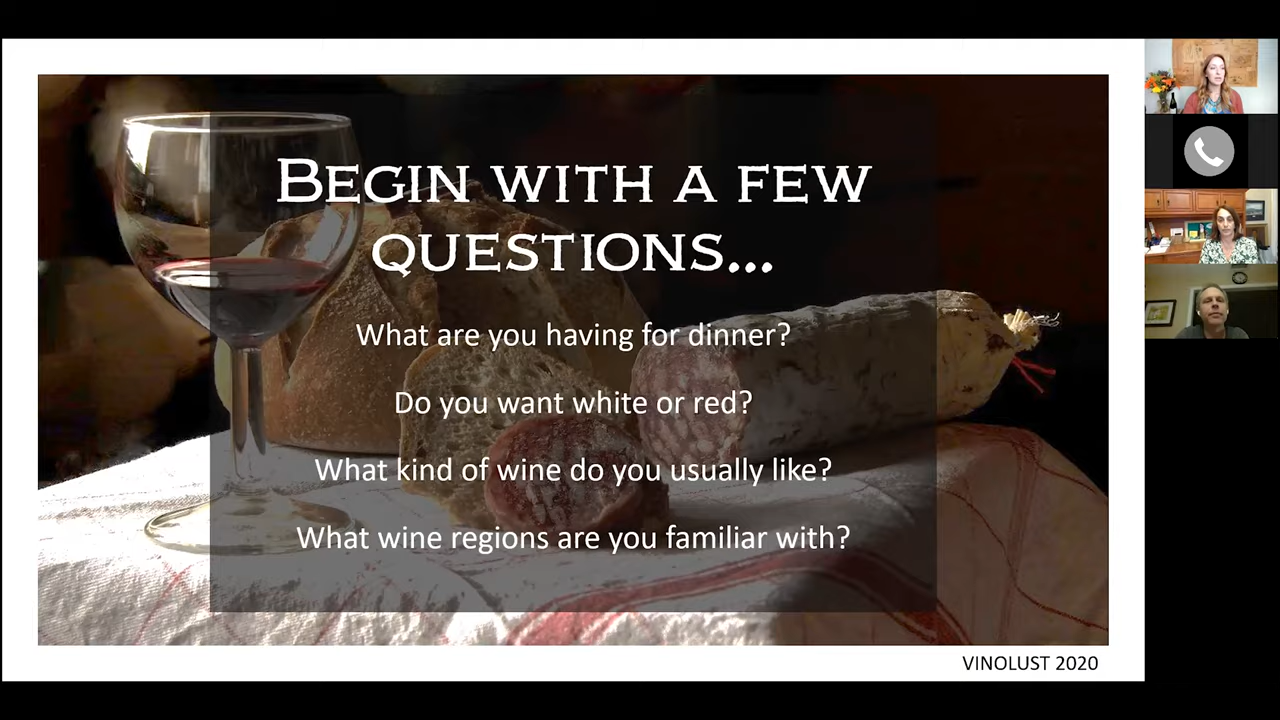 BEGIN WITH A FEW
QUESTIONS...
What are you having for dinner?
Do you want white or red?
What kind of wine do you usually like?
What wine regions are you familiar with?
VINOLUST 2020